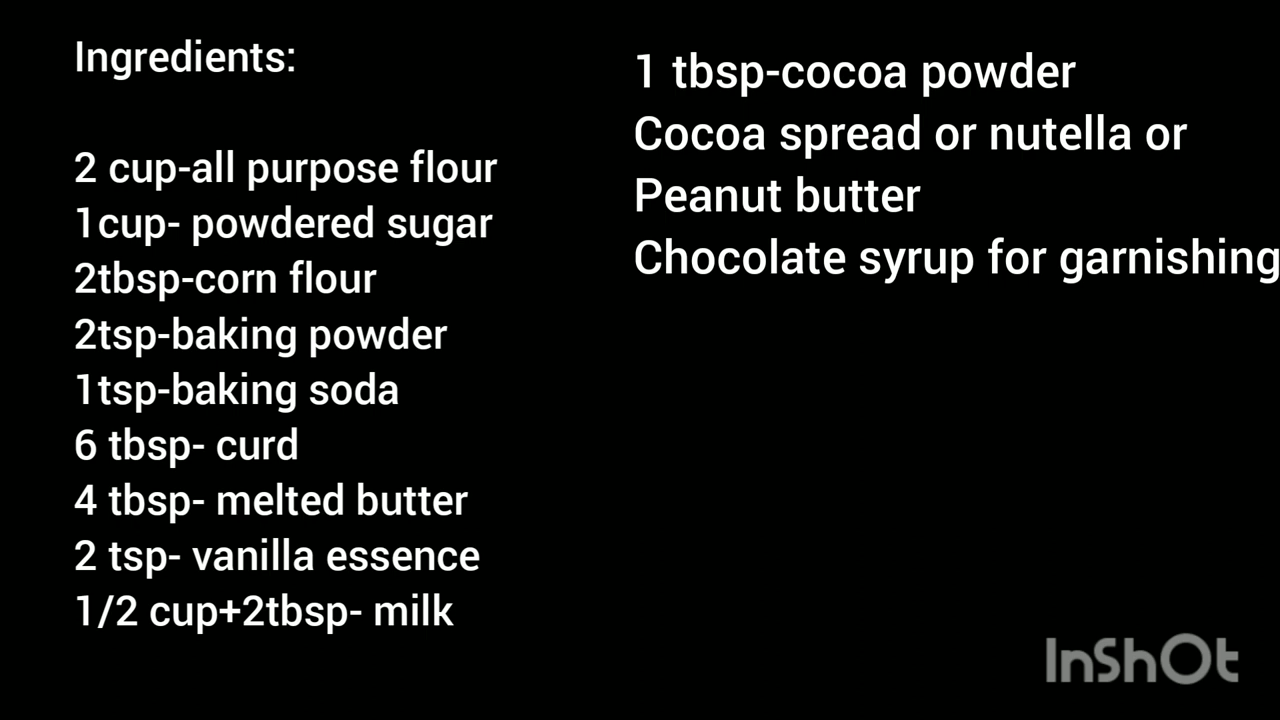 Ingredients:
2 cup-all purpose flour
1cup- powdered sugar
2tbsp-corn flour
2tsp-baking powder
1tsp-baking soda
6 tbsp- curd
4 tbsp- melted butter
2 tsp- vanilla essence
1/2 cup+2tbsp- milk
1 tbsp-cocoa powder
Cocoa spread or nutella or
Peanut butter
Chocolate syrup for garnishing
InShOt